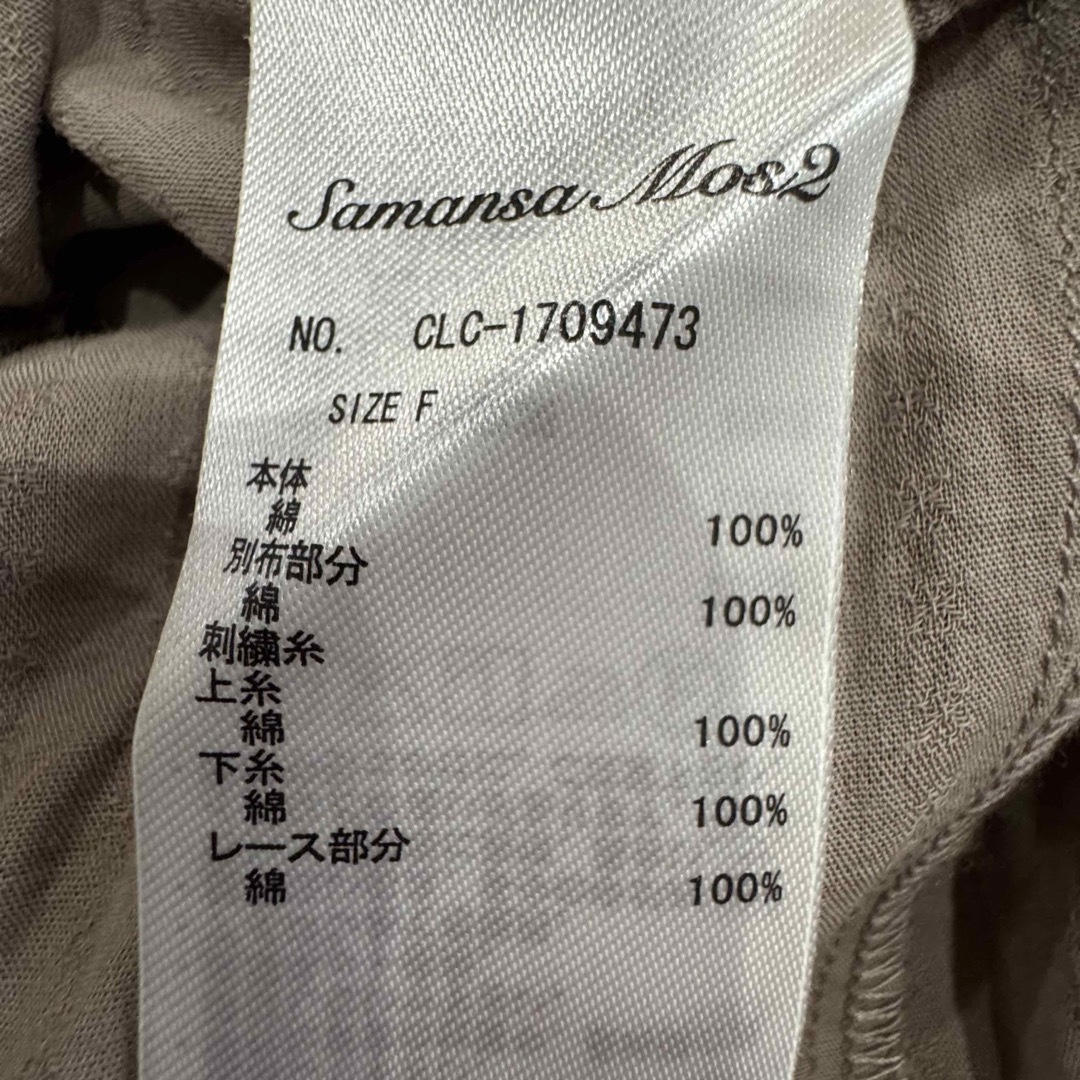 Samansa Mos2
NO. CLC-1709473
SIZE F
本体
綿 100%
別布部分
綿 100%
刺繍糸
上糸
綿 100%
下糸
綿 100%
レース部分
綿 100%